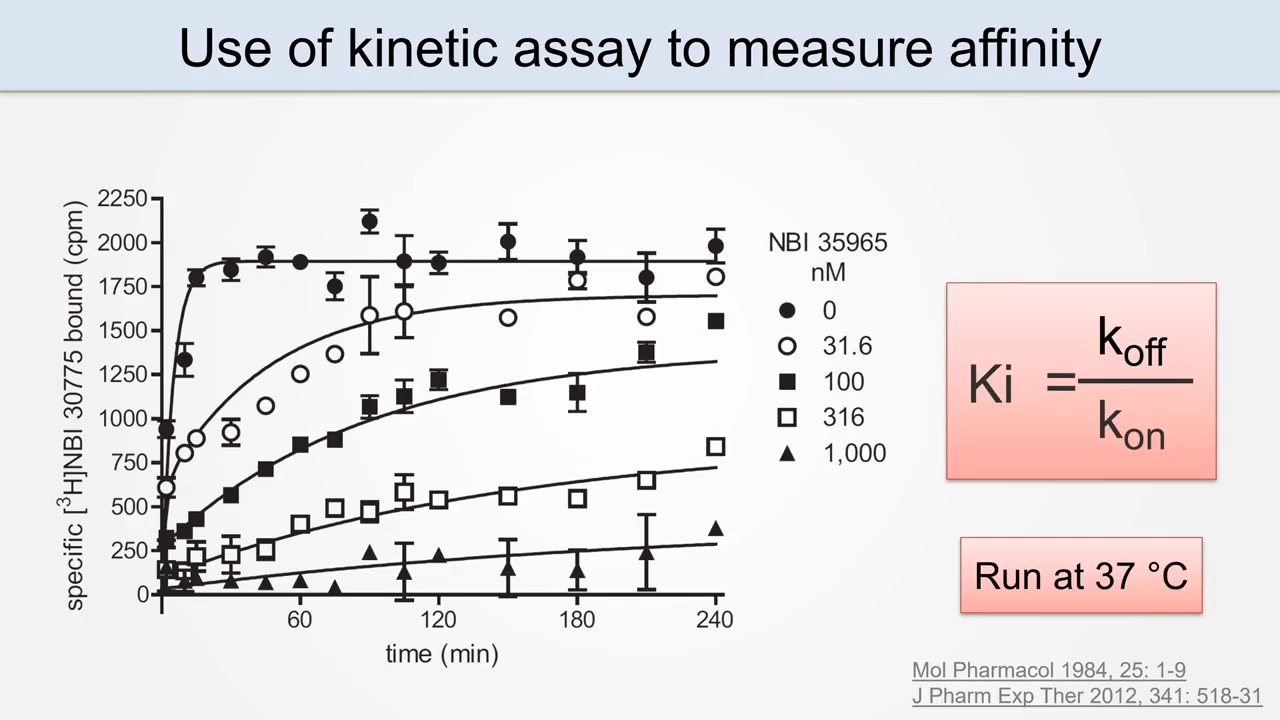 Use of kinetic assay to measure affinity
specific [³H]NBI 30775 bound (cpm)
2250
2000
1750
1500
1250
1000
750
500
250
0
60 120 180 240
time (min)
NBI 35965
nM
0
31.6
100
316
1,000
Ki = k_off / k_on
Run at 37 °C
Mol Pharmacol 1984, 25: 1-9
J Pharm Exp Ther 2012, 341: 518-31